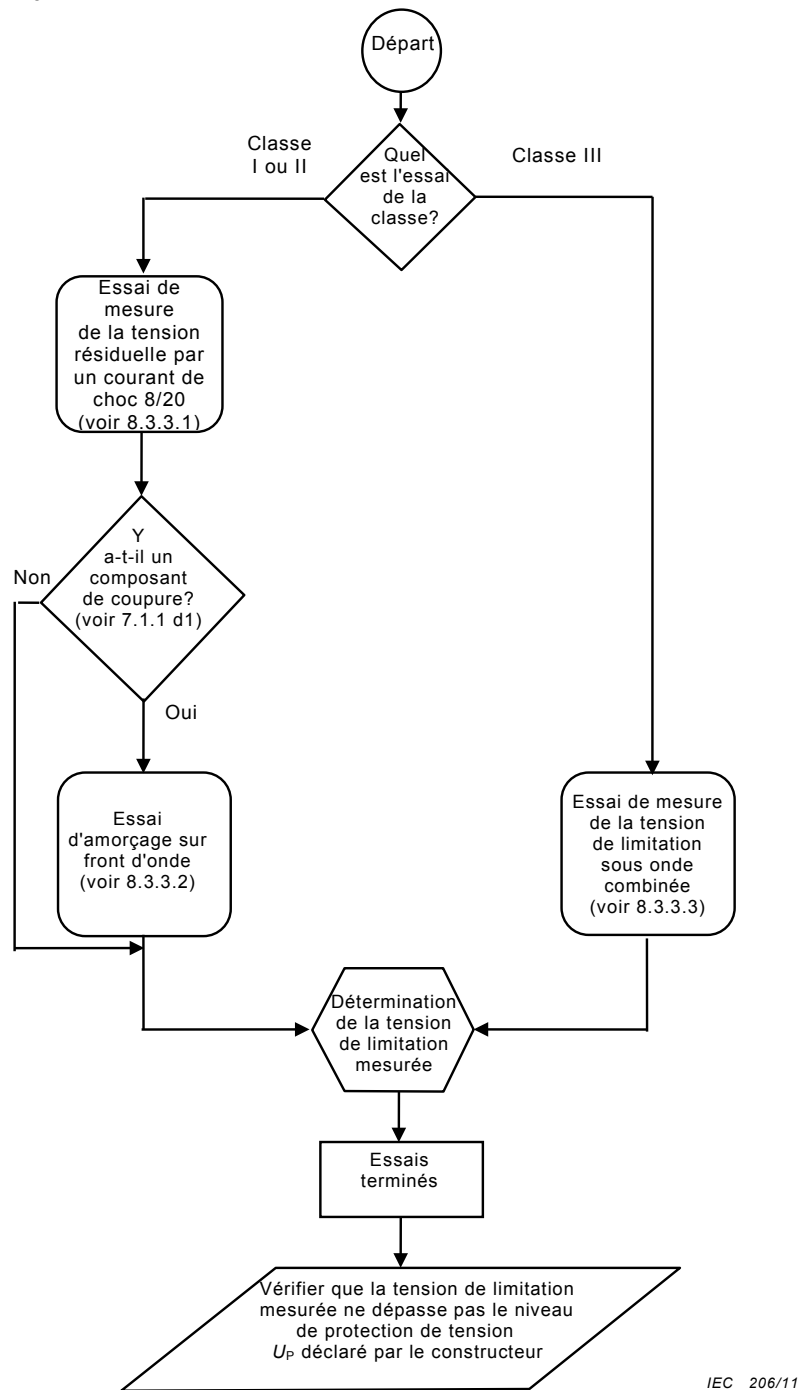 Départ
Classe
I ou II
Quel
est l'essai
de la
classe?
Classe III
Essai de
mesure
de la tension
résiduelle par
un courant de
choc 8/20
(voir 8.3.3.1)
Y
a-t-il un
composant
de coupure?
(voir 7.1.1 d1)
Non
Oui
Essai
d'amorçage sur
front d'onde
(voir 8.3.3.2)
Essai de mesure
de la tension
de limitation
sous onde
combinée
(voir 8.3.3.3)
Détermination
de la tension
de limitation
mesurée
Essais
terminés
Vérifier que la tension de limitation
mesurée ne dépasse pas le niveau
de protection de tension
UP déclaré par le constructeur
IEC 206/11